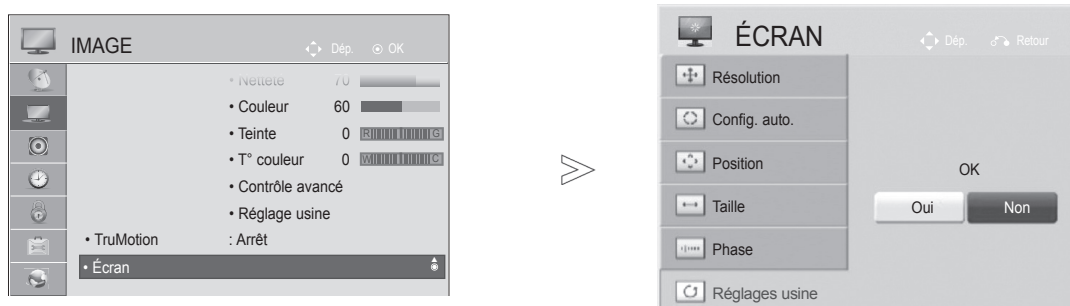 IMAGE
Dép. OK
• Netteté 70
• Couleur 60
• Teinte 0 R G
• T° couleur 0 W C
• Contrôle avancé
• Réglage usine
• TruMotion : Arrêt
• Écran
ÉCRAN
Dép. Retour
Résolution
Config. auto.
Position
Taille
Phase
Réglages usine
OK
Oui Non